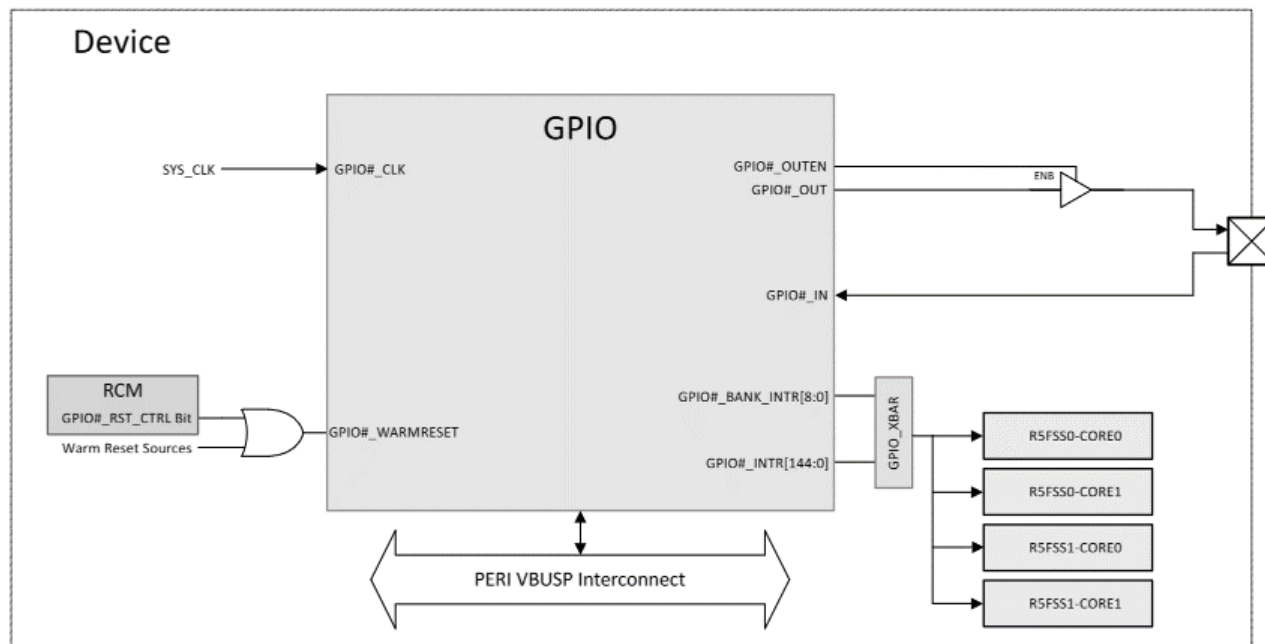 Device
GPIO
SYS_CLK
GPIO#_CLK
GPIO#_OUTEN
ENB
GPIO#_OUT
GPIO#_IN
RCM
GPIO#_RST_CTRL Bit
Warm Reset Sources
GPIO#_WARMRESET
GPIO#_BANK_INTR[8:0]
GPIO#_INTR[144:0]
GPIO_XBAR
R5FSS0-CORE0
R5FSS0-CORE1
R5FSS1-CORE0
R5FSS1-CORE1
PERI VBUSP Interconnect